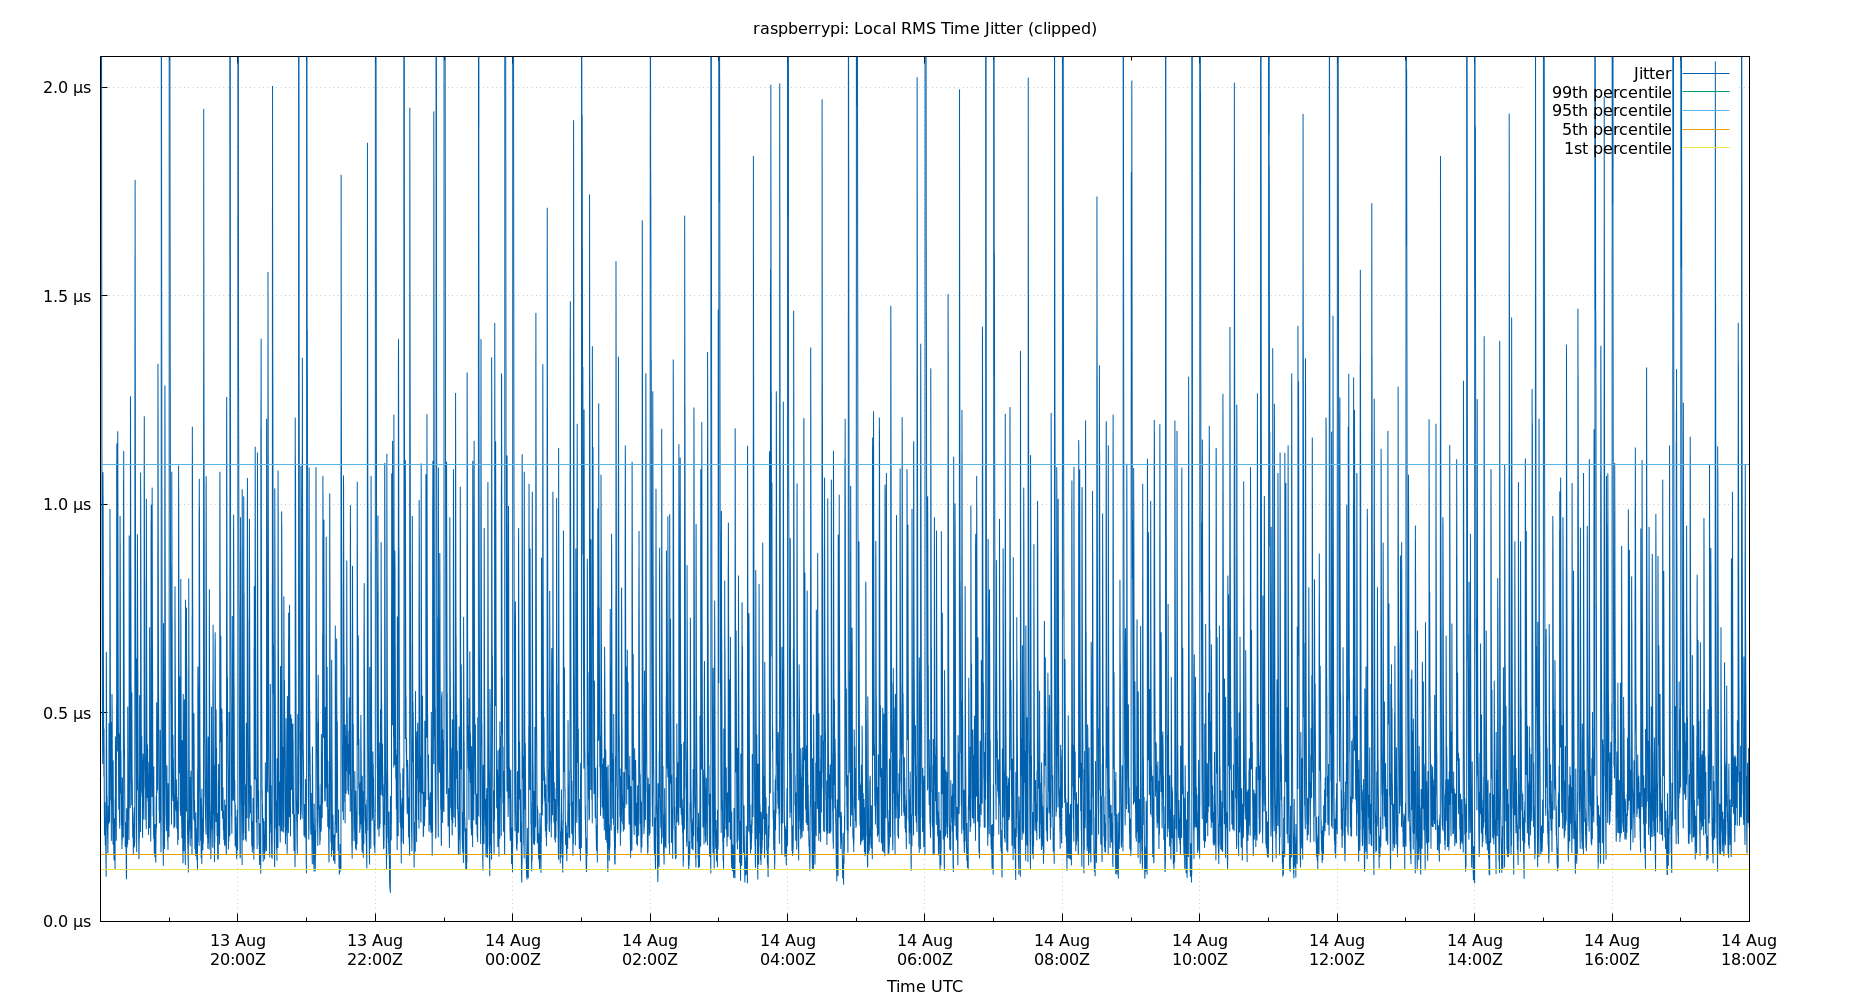 raspberrypi: Local RMS Time Jitter (clipped)
2.0 µs
1.5 µs
1.0 µs
0.5 µs
0.0 µs
Jitter
99th percentile
95th percentile
5th percentile
1st percentile
13 Aug 13 Aug 14 Aug 14 Aug 14 Aug 14 Aug 14 Aug 14 Aug 14 Aug 14 Aug 14 Aug 14 Aug
20:00Z 22:00Z 00:00Z 02:00Z 04:00Z 06:00Z 08:00Z 10:00Z 12:00Z 14:00Z 16:00Z 18:00Z
Time UTC